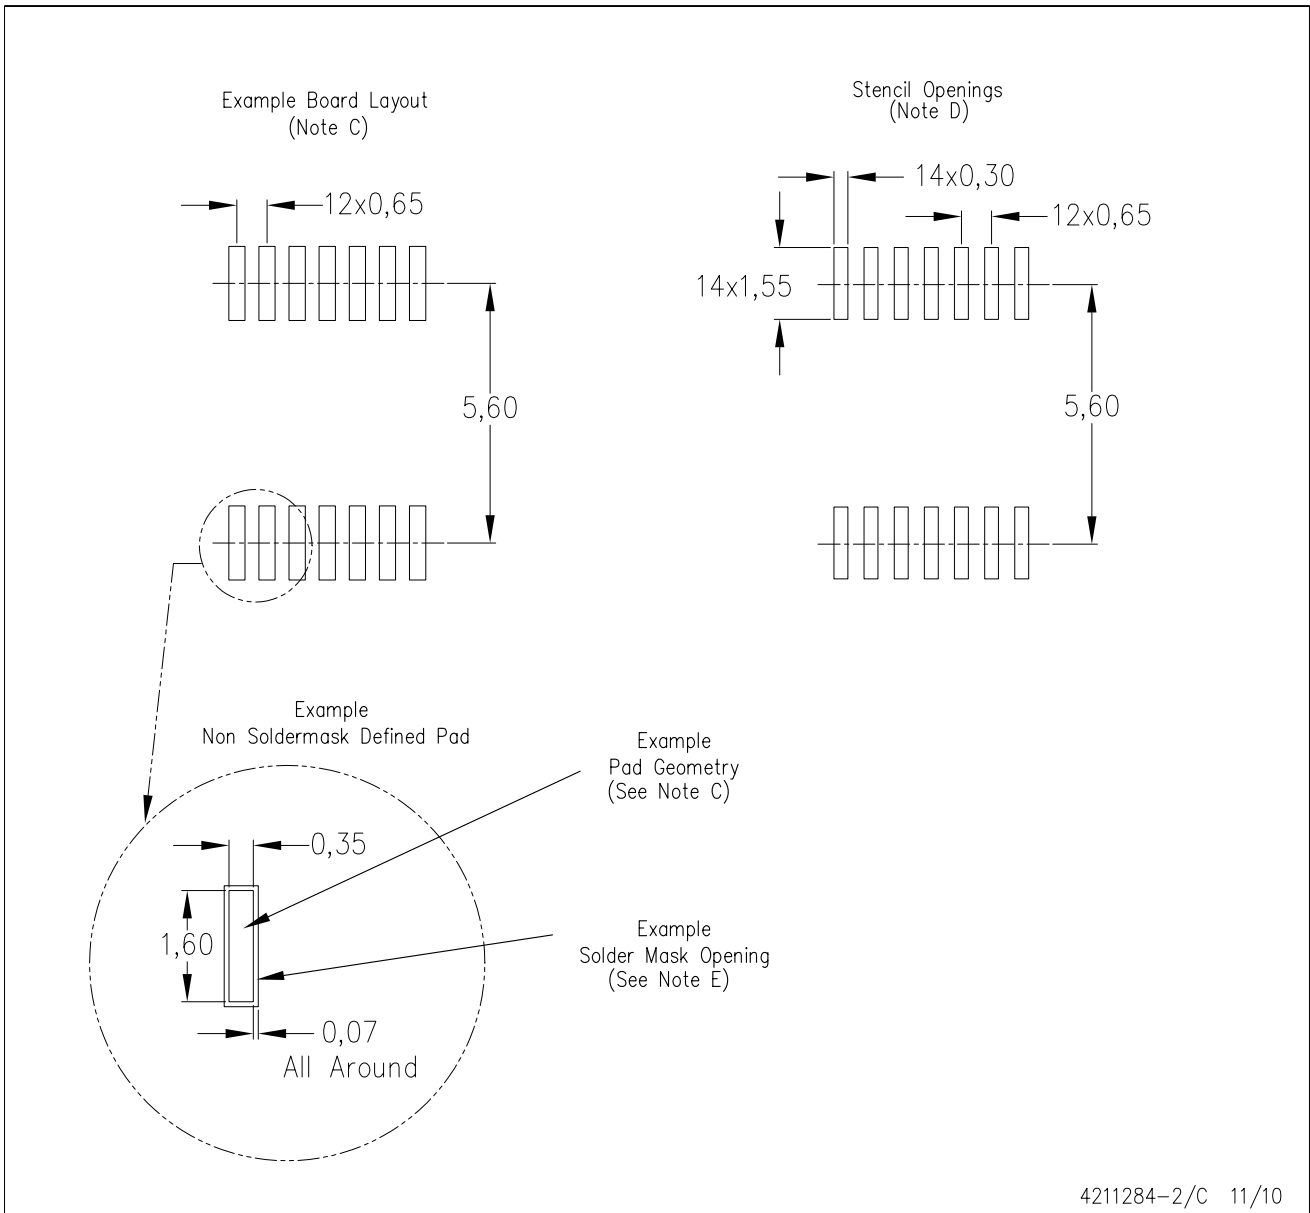 Example Board Layout
(Note C)
12x0,65
5,60
Stencil Openings
(Note D)
14x0,30
12x0,65
14x1,55
5,60
Example
Non Soldermask Defined Pad
0,35
1,60
0,07
All Around
Example
Pad Geometry
(See Note C)
Example
Solder Mask Opening
(See Note E)
4211284-2/C 11/10